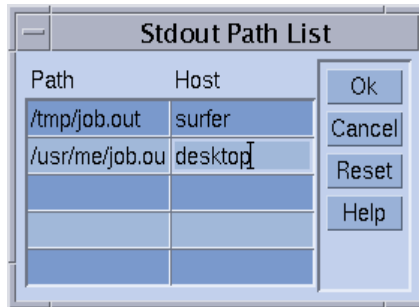 Stdout Path List
Path Host
/tmp/job.out surfer
/usr/me/job.ou desktop
Ok
Cancel
Reset
Help